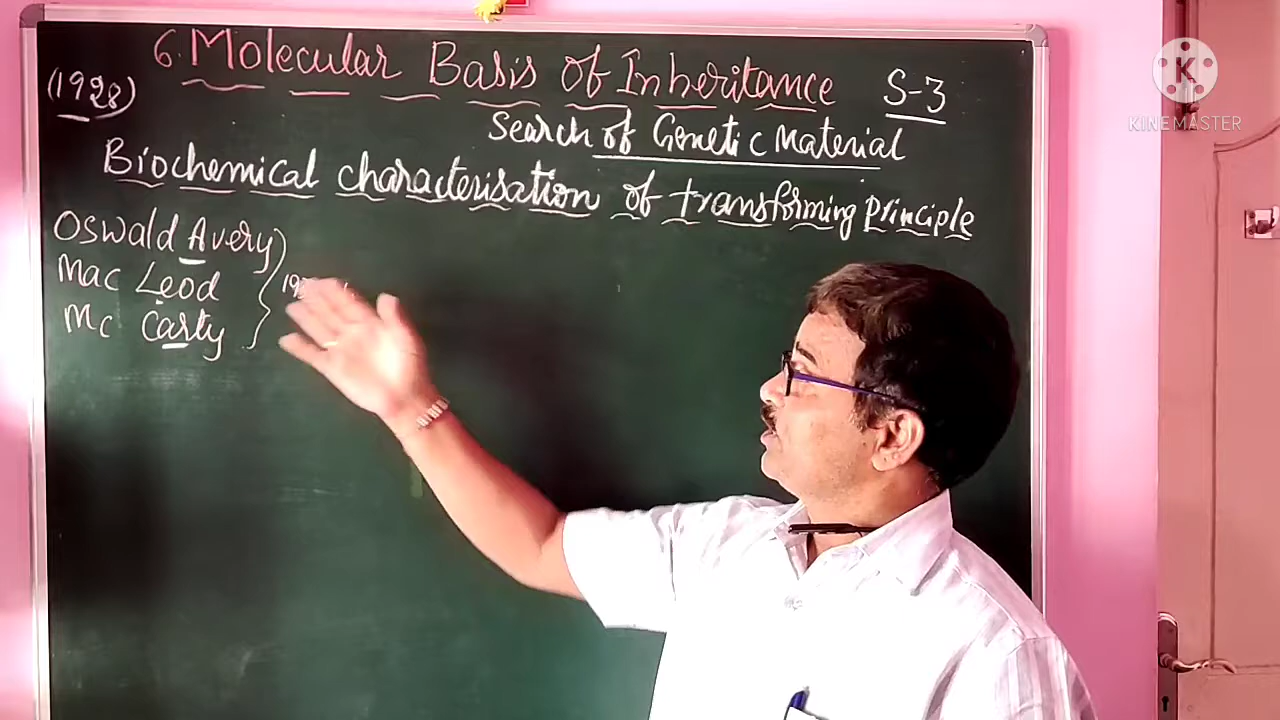 6. Molecular Basis of Inheritance S-3
(1928)
Search of Genetic Material
Biochemical characterisation of transforming Principle
Oswald Avery
Mac Leod
Mc Carty
KINEMASTER